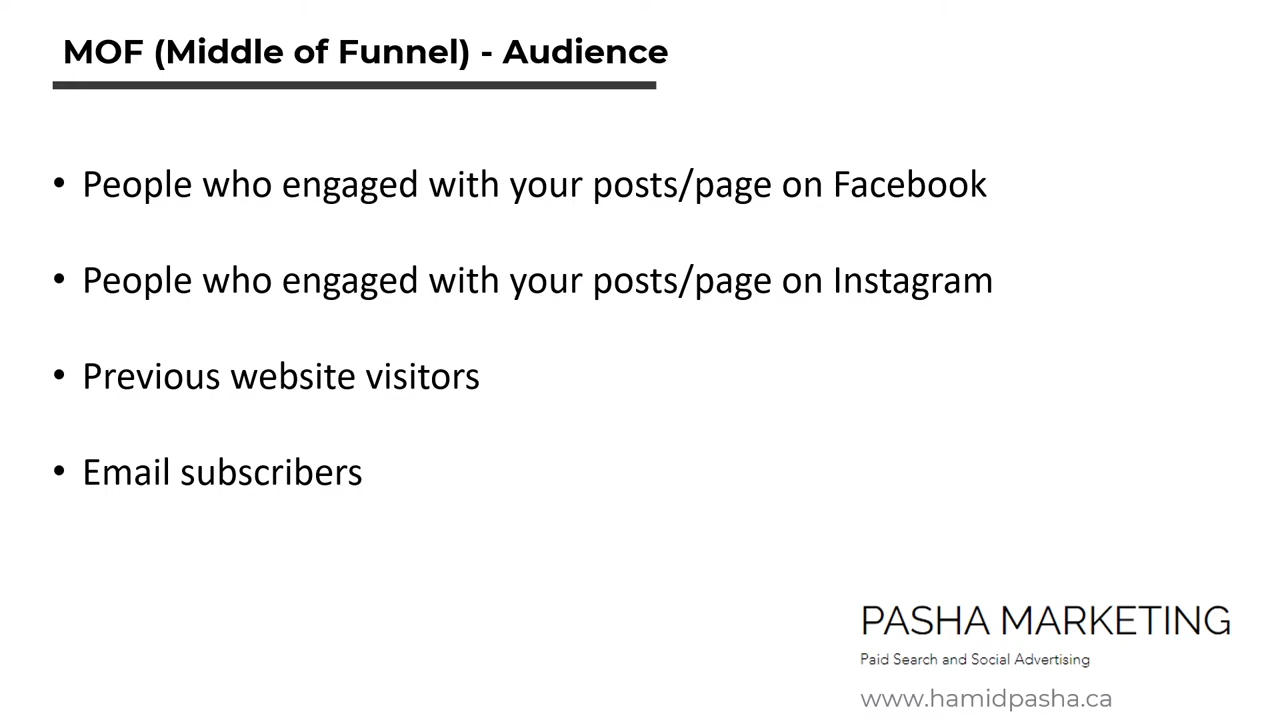 MOF (Middle of Funnel) - Audience
• People who engaged with your posts/page on Facebook
• People who engaged with your posts/page on Instagram
• Previous website visitors
• Email subscribers
PASHA MARKETING
Paid Search and Social Advertising
www.hamidpasha.ca